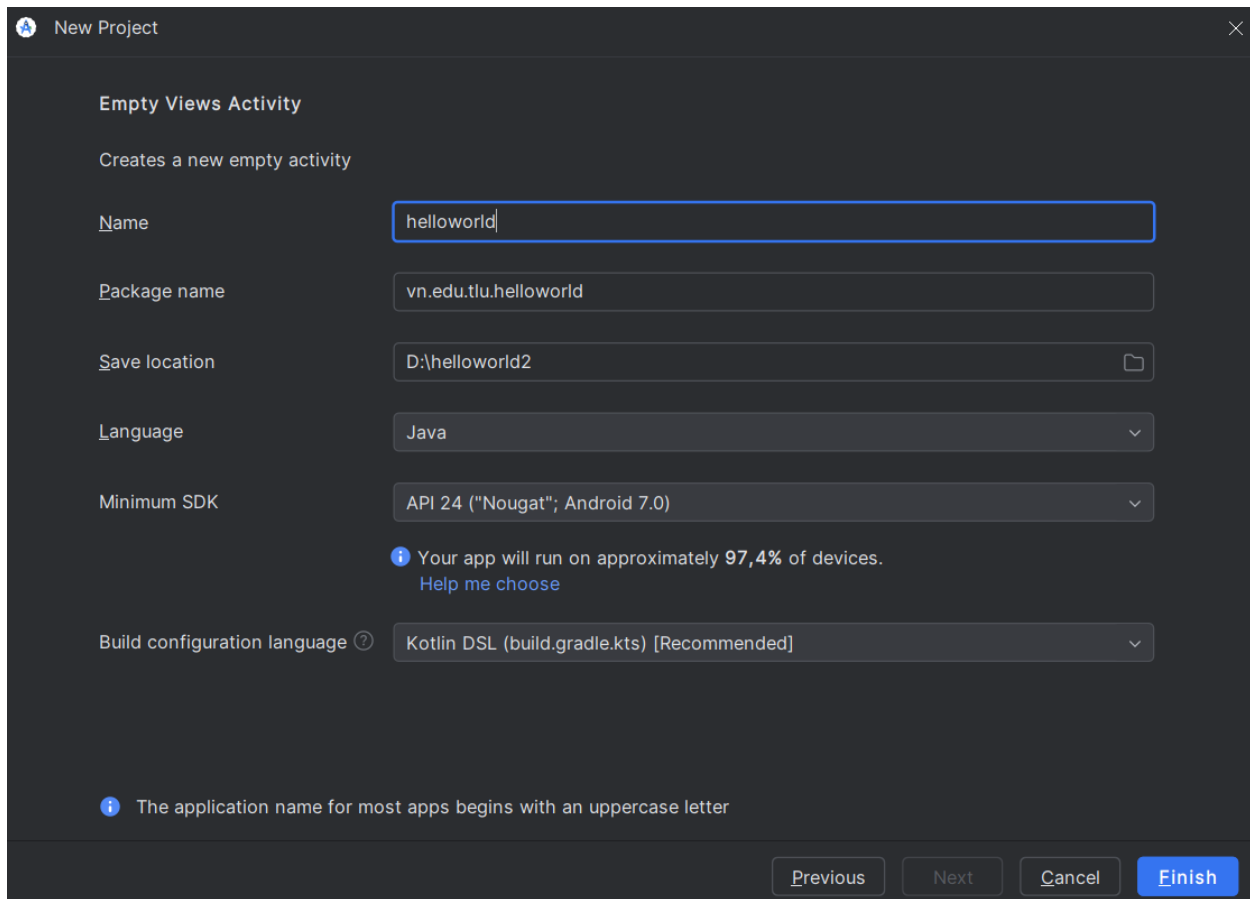 New Project
Empty Views Activity
Creates a new empty activity
Name helloworld
Package name vn.edu.tlu.helloworld
Save location D:\helloworld2
Language Java
Minimum SDK API 24 ("Nougat"; Android 7.0)
Your app will run on approximately 97,4% of devices.
Help me choose
Build configuration language Kotlin DSL (build.gradle.kts) [Recommended]
The application name for most apps begins with an uppercase letter
Previous Next Cancel Finish